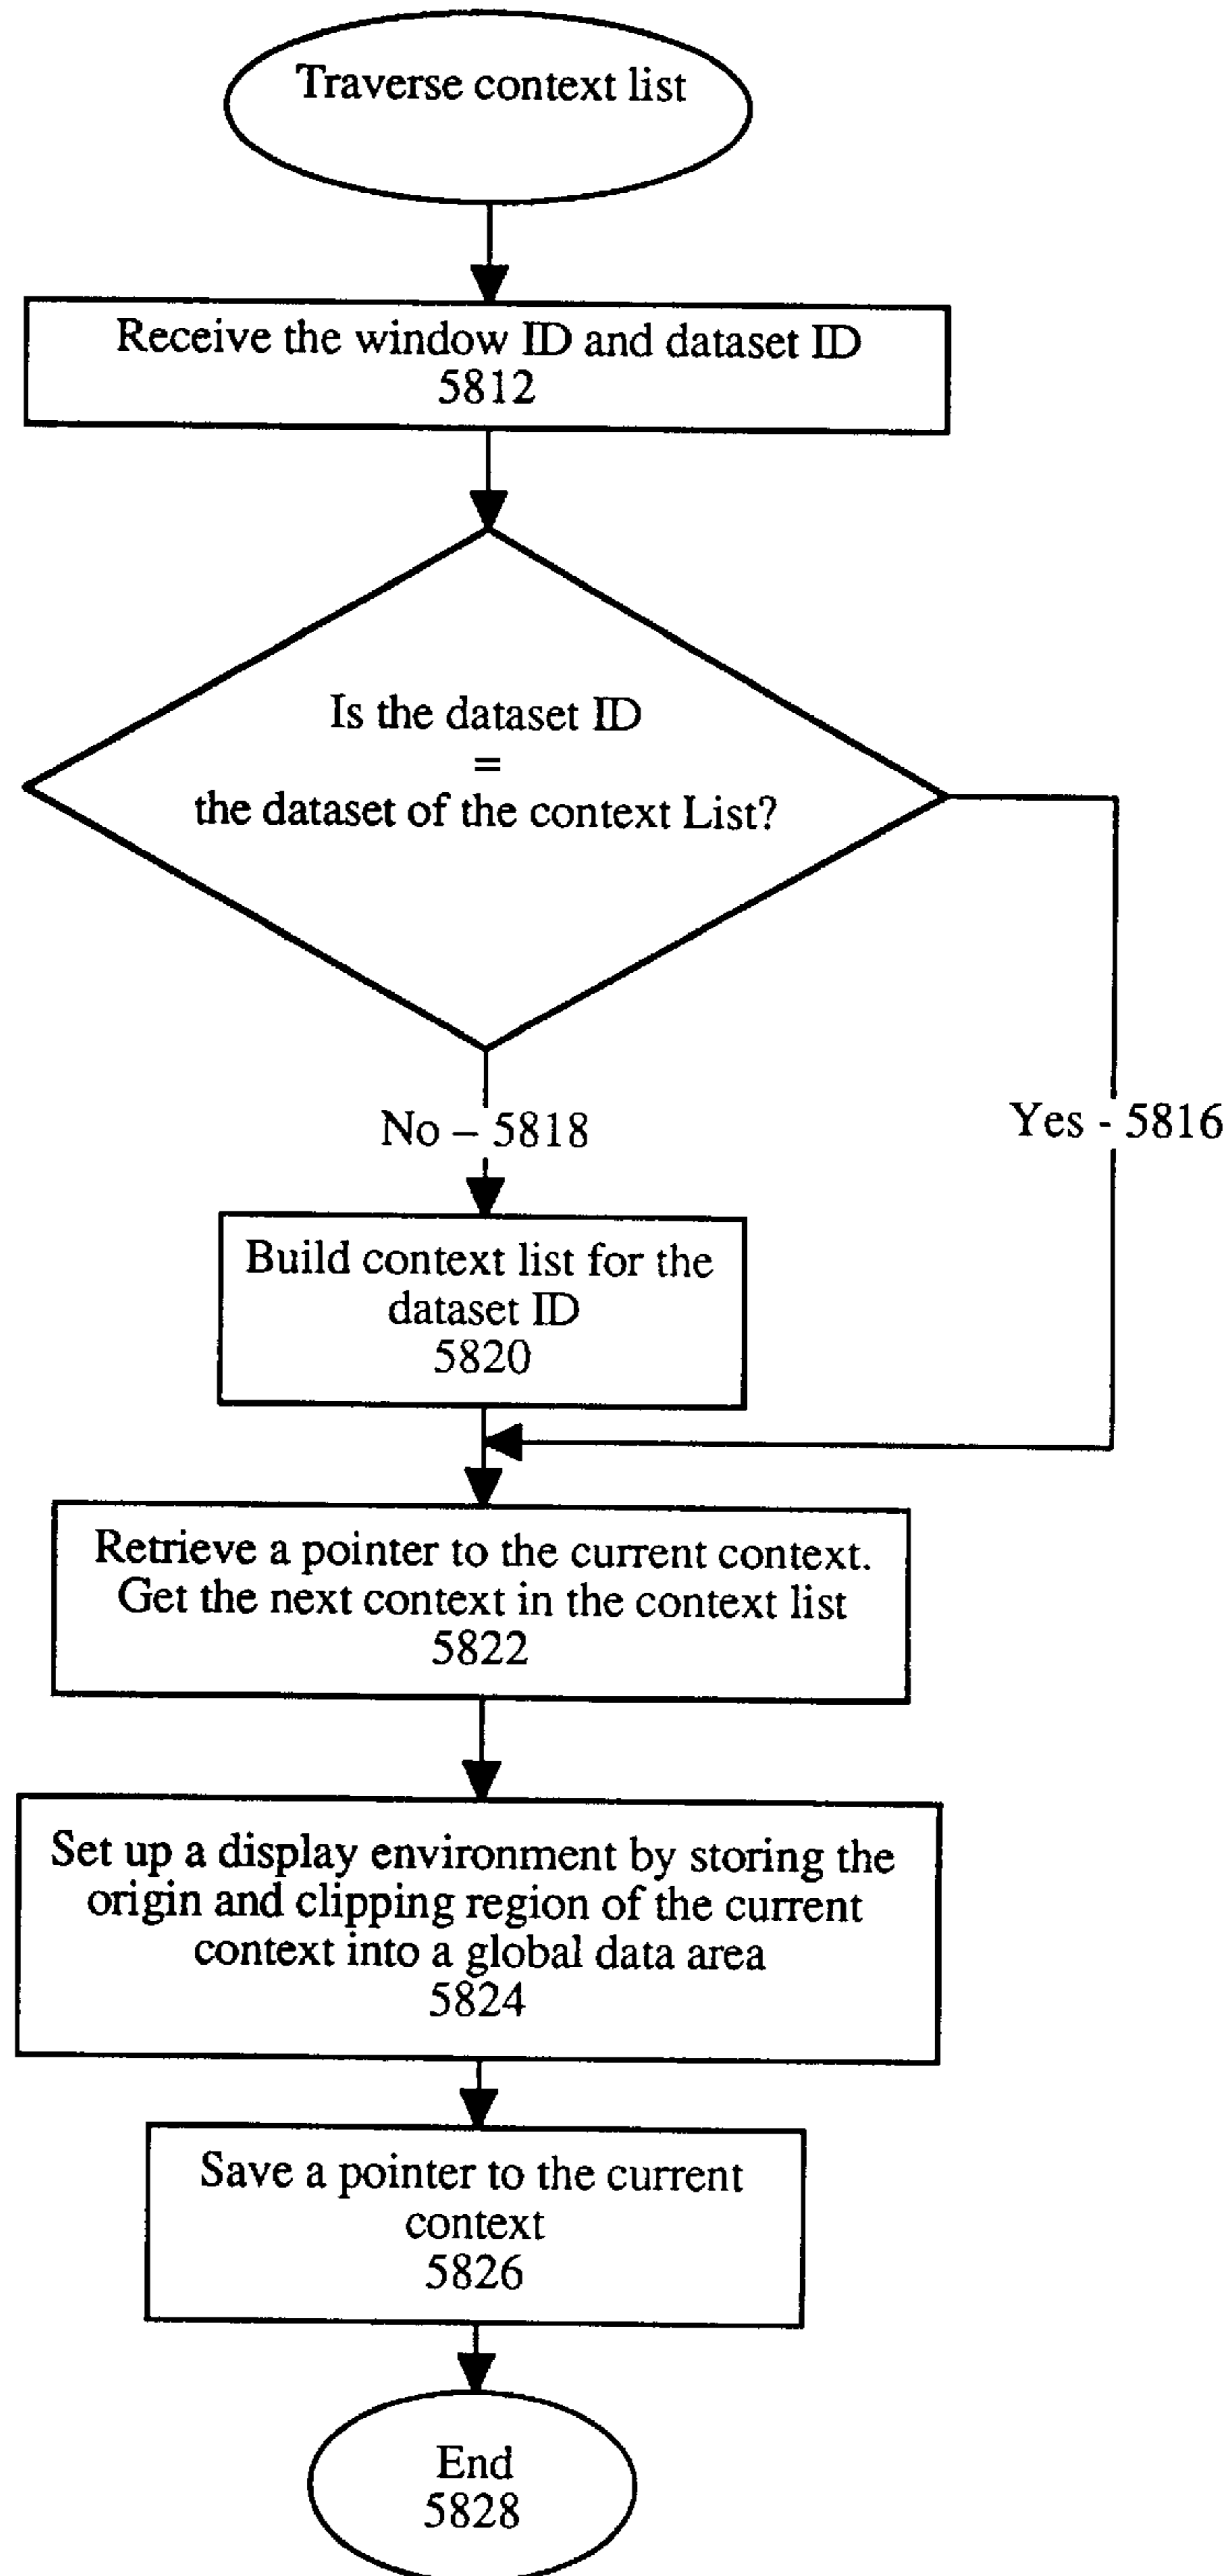 Traverse context list
Receive the window ID and dataset ID
5812
Is the dataset ID
=
the dataset of the context List?
No – 5818
Yes - 5816
Build context list for the
dataset ID
5820
Retrieve a pointer to the current context.
Get the next context in the context list
5822
Set up a display environment by storing the
origin and clipping region of the current
context into a global data area
5824
Save a pointer to the current
context
5826
End
5828